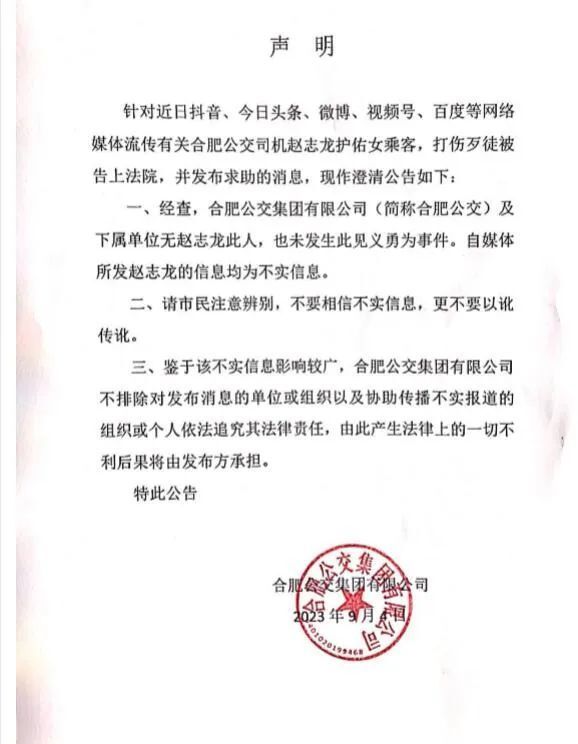 声 明
针对近日抖音、今日头条、微博、视频号、百度等网络
媒体流传有关合肥公交司机赵志龙护佑女乘客，打伤歹徒被
告上法院，并发布求助的消息，现作澄清公告如下：
一、经查，合肥公交集团有限公司（简称合肥公交）及
下属单位无赵志龙此人，也未发生此见义勇为事件。自媒体
所发赵志龙的信息均为不实信息。
二、请市民注意辨别，不要相信不实信息，更不要以讹
传讹。
三、鉴于该不实信息影响较广，合肥公交集团有限公司
不排除对发布消息的单位或组织以及协助传播不实报道的
组织或个人依法追究其法律责任，由此产生法律上的一切不
利后果将由发布方承担。
特此公告
合肥公交集团有限公司
2023 年 9 月 4 日
合肥公交集团有限公司